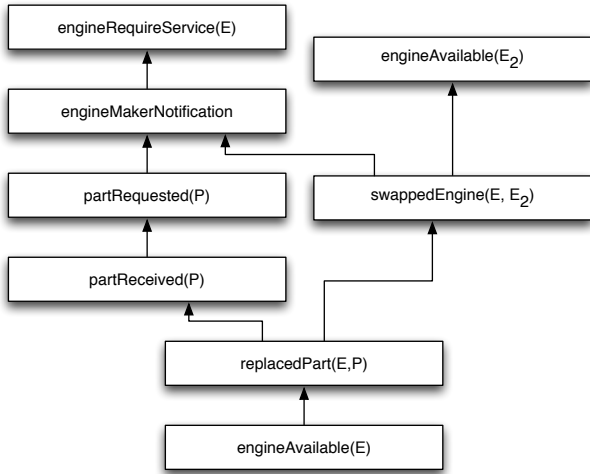 engineRequireService(E)
engineAvailable(E₂)
engineMakerNotification
partRequested(P)
swappedEngine(E, E₂)
partReceived(P)
replacedPart(E,P)
engineAvailable(E)